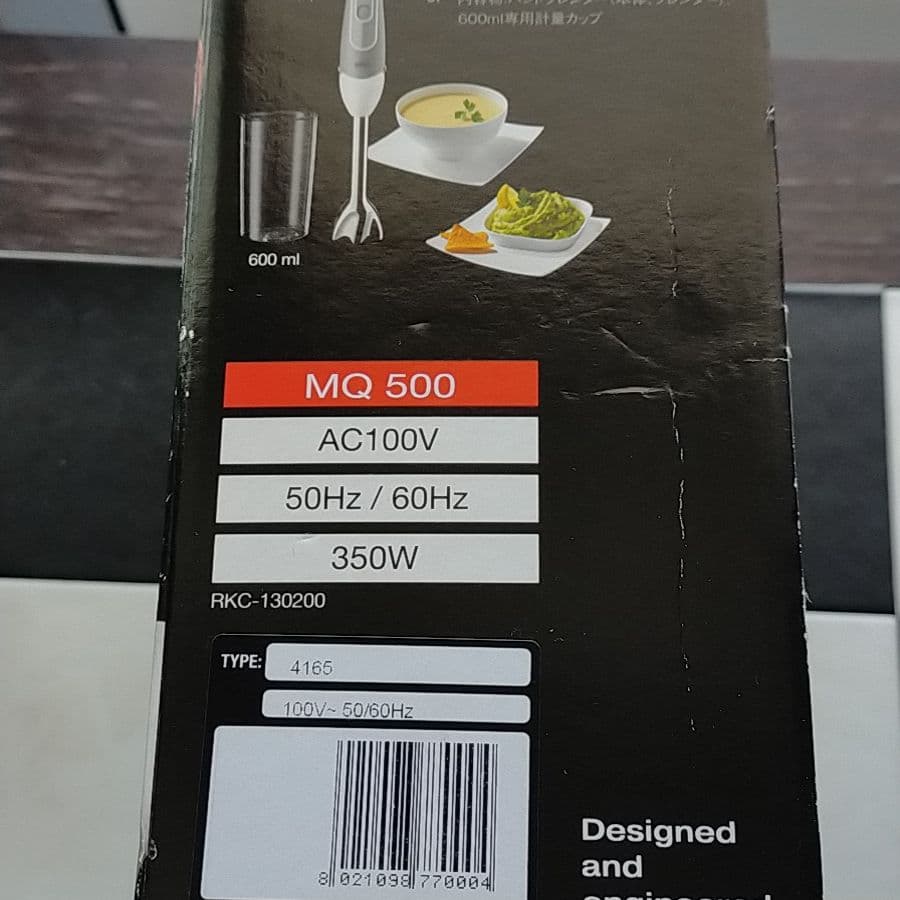 600ml専用計量カップ
600 ml
MQ 500
AC100V
50Hz / 60Hz
350W
RKC-130200
TYPE: 4165
100V~ 50/60Hz
8 021098 770004
Designed
and